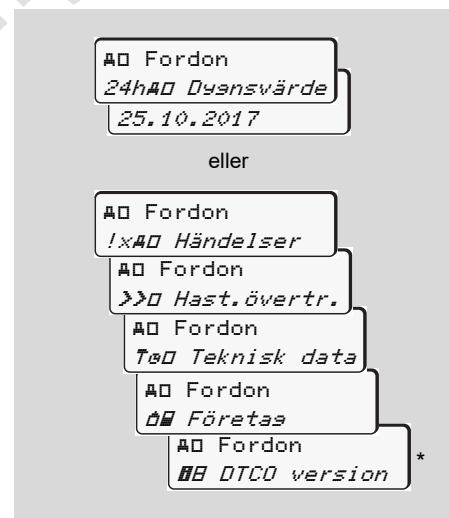 Fordon
24h Dygnsvärde
25.10.2017
eller
Fordon
!x Händelser
Fordon
>> Hast.övertr.
Fordon
Teknisk data
Fordon
Företag
Fordon
DTCO version
*